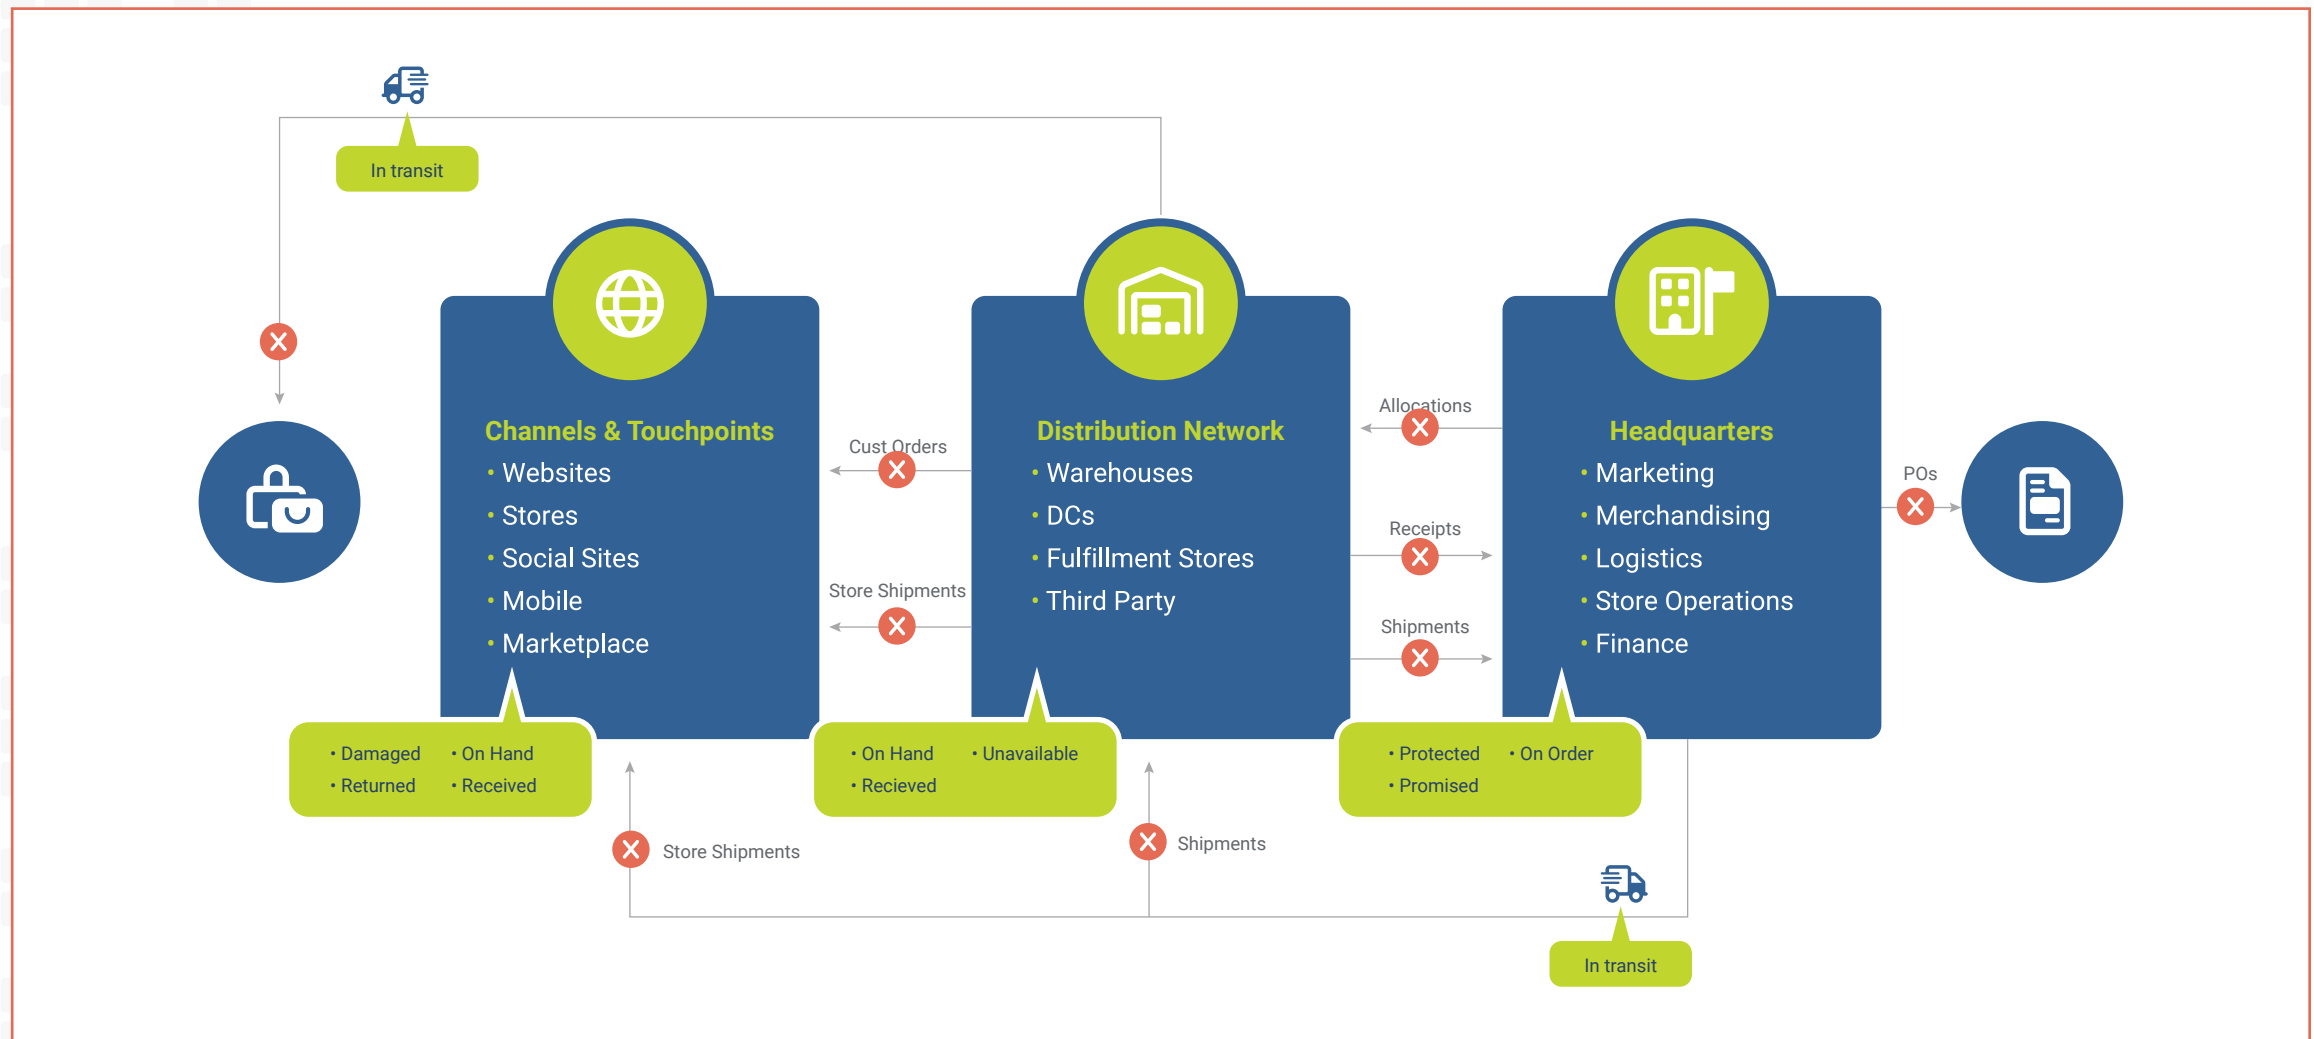 In transit
Channels & Touchpoints
• Websites
• Stores
• Social Sites
• Mobile
• Marketplace
• Damaged • On Hand
• Returned • Received
Cust Orders
Store Shipments
Distribution Network
• Warehouses
• DCs
• Fulfillment Stores
• Third Party
• On Hand • Unavailable
• Recieved
Allocations
Receipts
Shipments
Headquarters
• Marketing
• Merchandising
• Logistics
• Store Operations
• Finance
• Protected • On Order
• Promised
POs
Store Shipments
Shipments
In transit